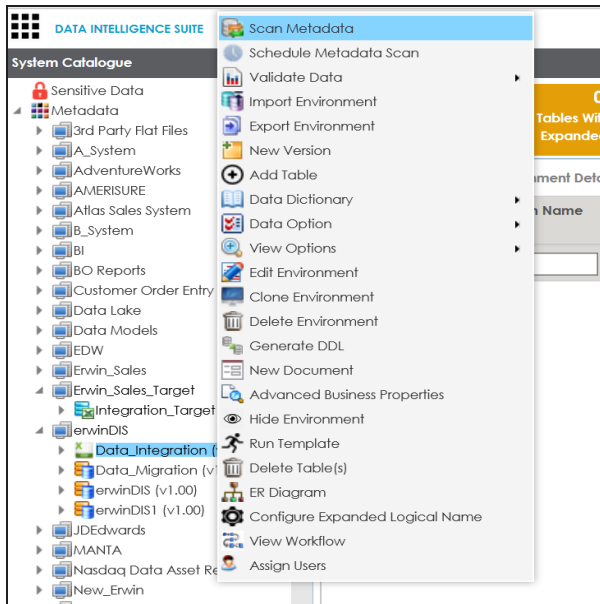 DATA INTELLIGENCE SUITE
System Catalogue
Sensitive Data
Metadata
3rd Party Flat Files
A_System
AdventureWorks
AMERISURE
Atlas Sales System
B_System
BI
BO Reports
Customer Order Entry
Data Lake
Data Models
EDW
Erwin_Sales
Erwin_Sales_Target
Integration_Target
erwinDIS
Data_Integration (
Data_Migration (v1
erwinDIS (v1.00)
erwinDIS1 (v1.00)
JDEdwards
MANTA
Nasdaq Data Asset Re
New_Erwin
Scan Metadata
Schedule Metadata Scan
Validate Data
Import Environment
Export Environment
New Version
Add Table
Data Dictionary
Data Option
View Options
Edit Environment
Clone Environment
Delete Environment
Generate DDL
New Document
Advanced Business Properties
Hide Environment
Run Template
Delete Table(s)
ER Diagram
Configure Expanded Logical Name
View Workflow
Assign Users
Tables Wi
Expande
nment Deta
n Name